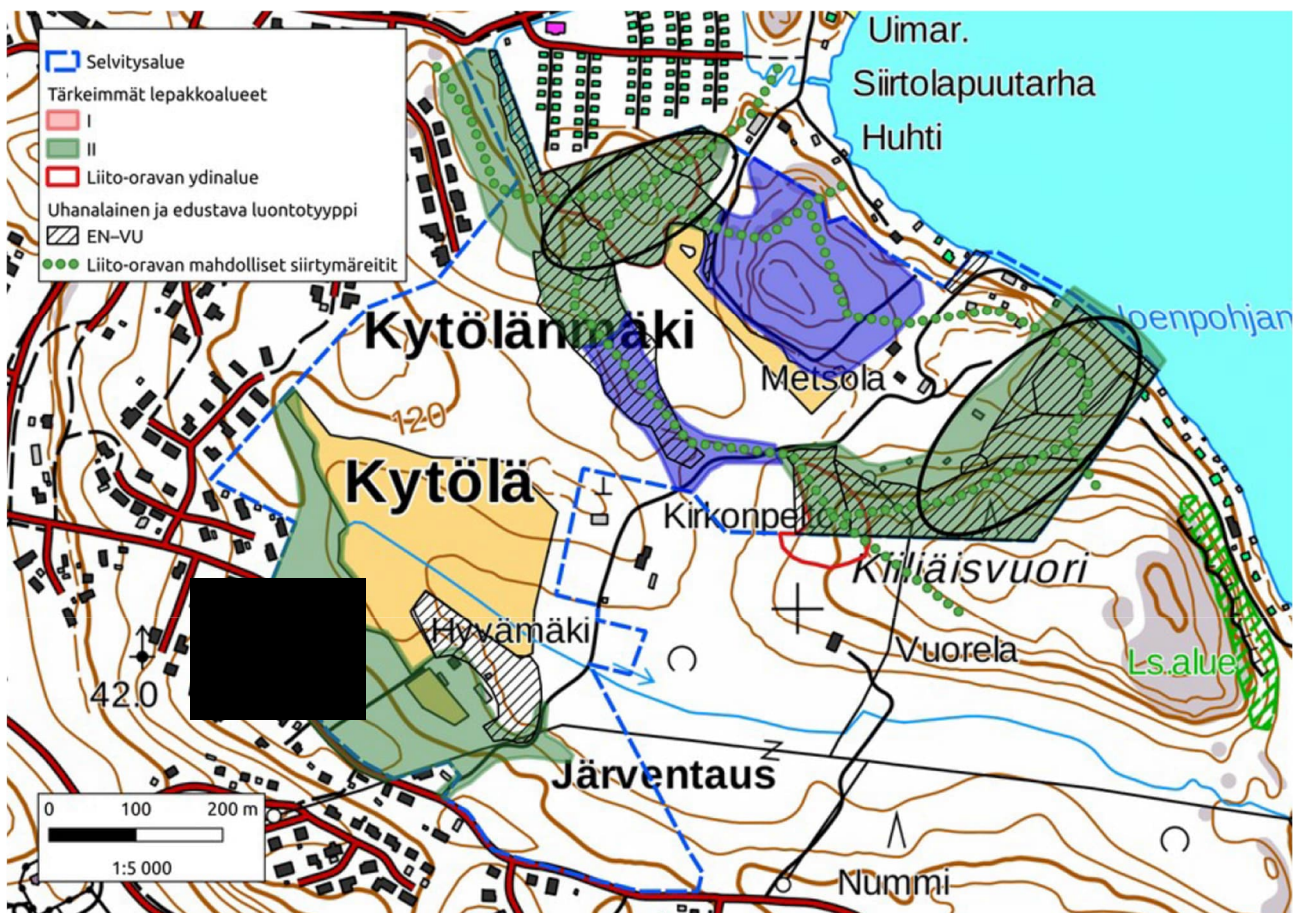 Selvitysalue
Tärkeimmät lepakkoalueet
I
II
Liito-oravan ydinalue
Uhanalainen ja edustava luontotyyppi
EN–VU
Liito-oravan mahdolliset siirtymäreitit
Uimar.
Siirtolapuutarha
Huhti
Joenpohjan
Kytölänmäki
Metsola
120
Kytölä
Kirkonpelto
Kiiliäisvuori
Hyvämäki
Vuorela
Ls.alue
42.0
Järventaus
Z
0 100 200 m
1:5 000
Nummi